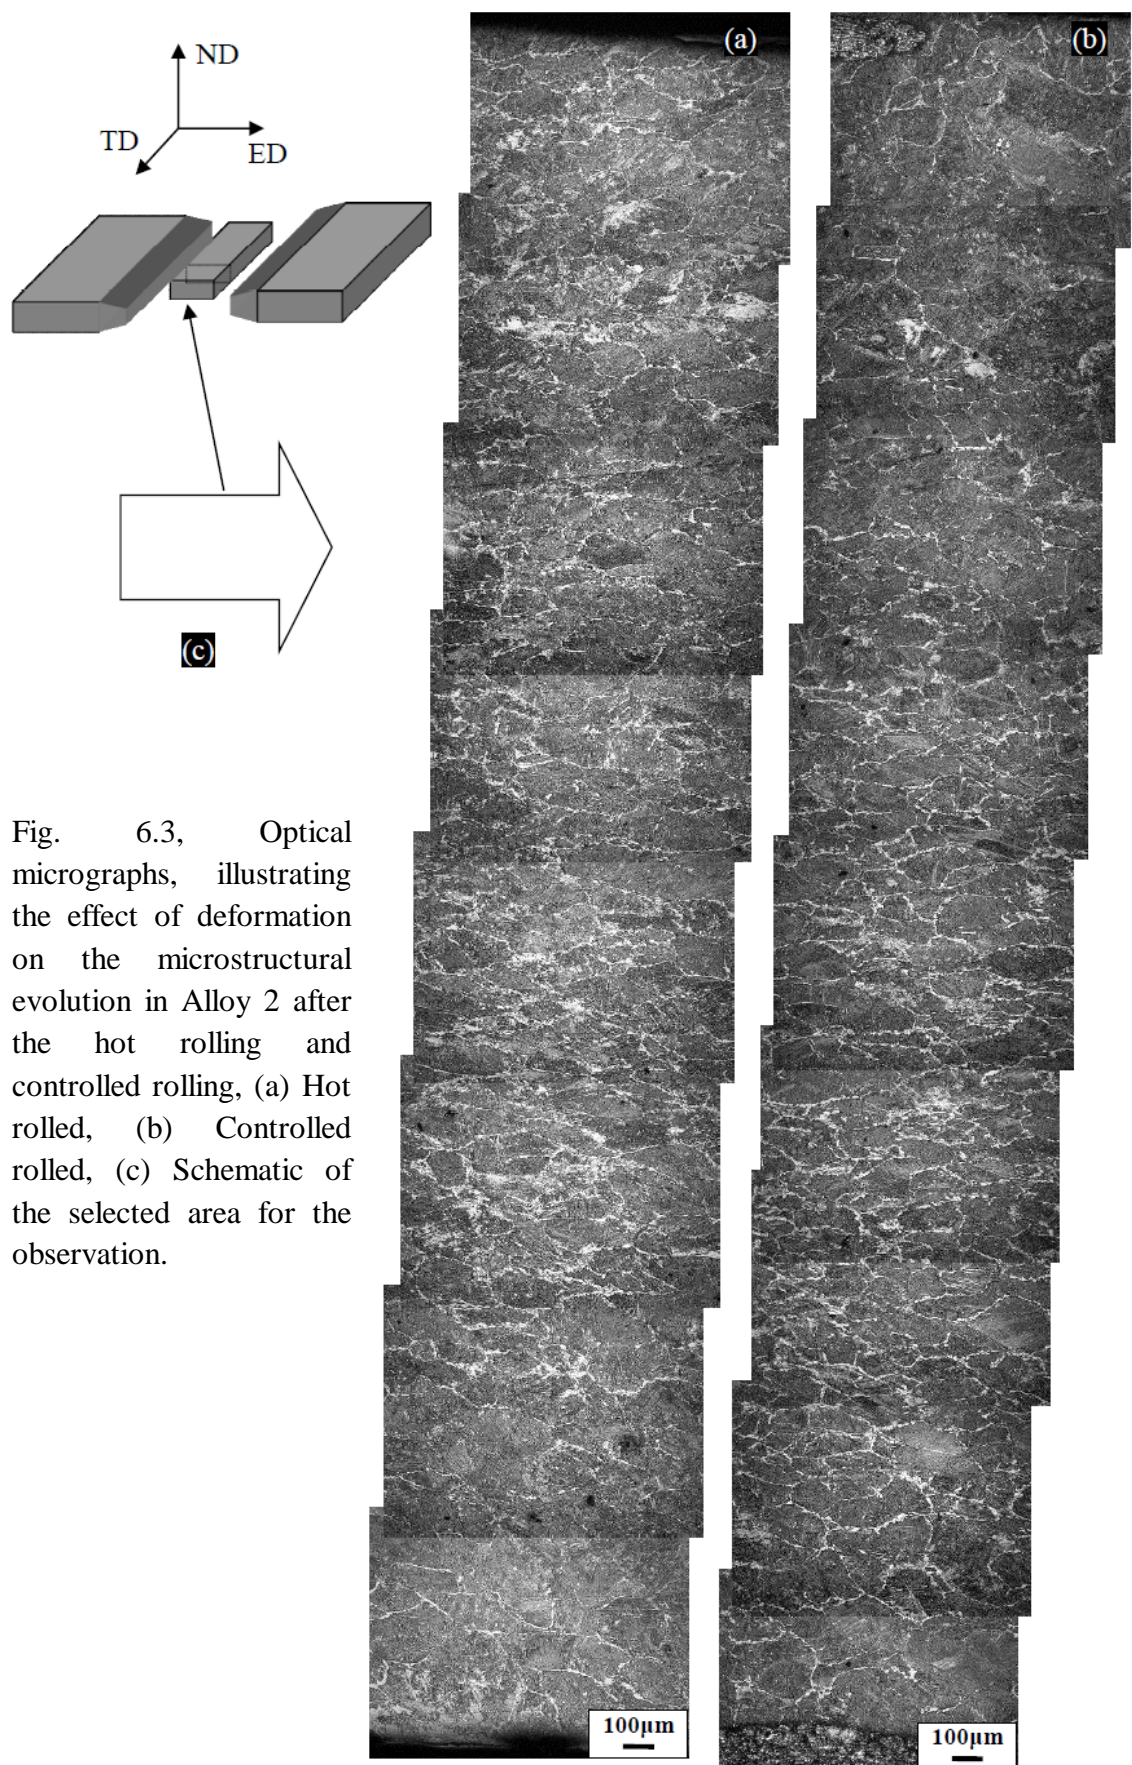 ND
TD
ED
(a)
(b)
(c)
Fig. 6.3, Optical
micrographs, illustrating
the effect of deformation
on the microstructural
evolution in Alloy 2 after
the hot rolling and
controlled rolling, (a) Hot
rolled, (b) Controlled
rolled, (c) Schematic of
the selected area for the
observation.
100μm
100μm